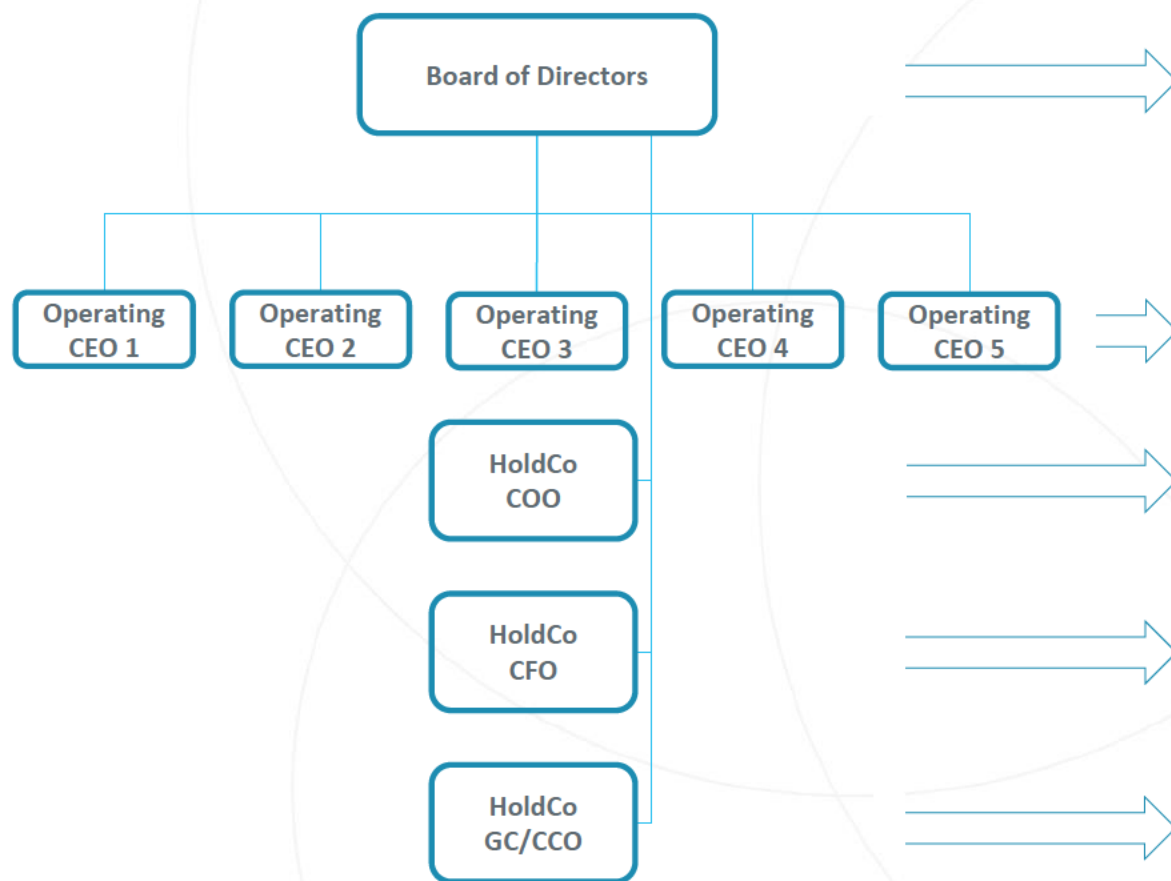 Board of Directors
Operating
CEO 1
Operating
CEO 2
Operating
CEO 3
Operating
CEO 4
Operating
CEO 5
HoldCo
COO
HoldCo
CFO
HoldCo
GC/CCO